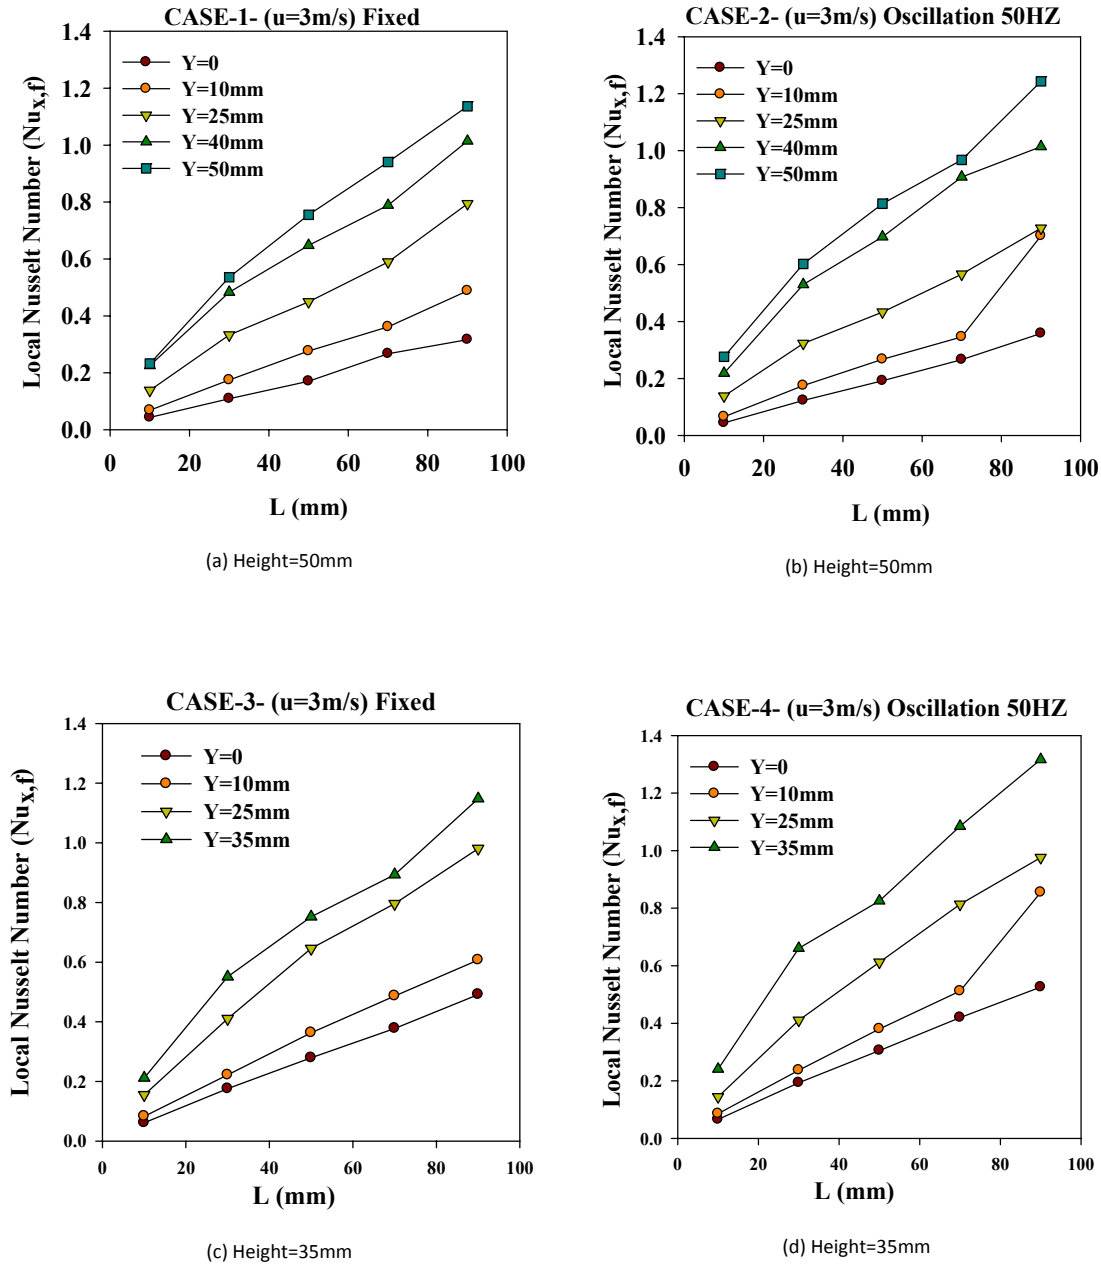 CASE-1- (u=3m/s) Fixed
Local Nusselt Number (Nu_x,f)
1.4
1.2
1.0
0.8
0.6
0.4
0.2
0.0
Y=0
Y=10mm
Y=25mm
Y=40mm
Y=50mm
0 20 40 60 80 100
L (mm)
(a) Height=50mm
CASE-2- (u=3m/s) Oscillation 50HZ
Local Nusselt Number (Nu_x,f)
1.4
1.2
1.0
0.8
0.6
0.4
0.2
0.0
Y=0
Y=10mm
Y=25mm
Y=40mm
Y=50mm
0 20 40 60 80 100
L (mm)
(b) Height=50mm
CASE-3- (u=3m/s) Fixed
Local Nusselt Number (Nu_x,f)
1.4
1.2
1.0
0.8
0.6
0.4
0.2
0.0
Y=0
Y=10mm
Y=25mm
Y=35mm
0 20 40 60 80 100
L (mm)
(c) Height=35mm
CASE-4- (u=3m/s) Oscillation 50HZ
Local Nusselt Number (Nu_x,f)
1.4
1.2
1.0
0.8
0.6
0.4
0.2
0.0
Y=0
Y=10mm
Y=25mm
Y=35mm
0 20 40 60 80 100
L (mm)
(d) Height=35mm